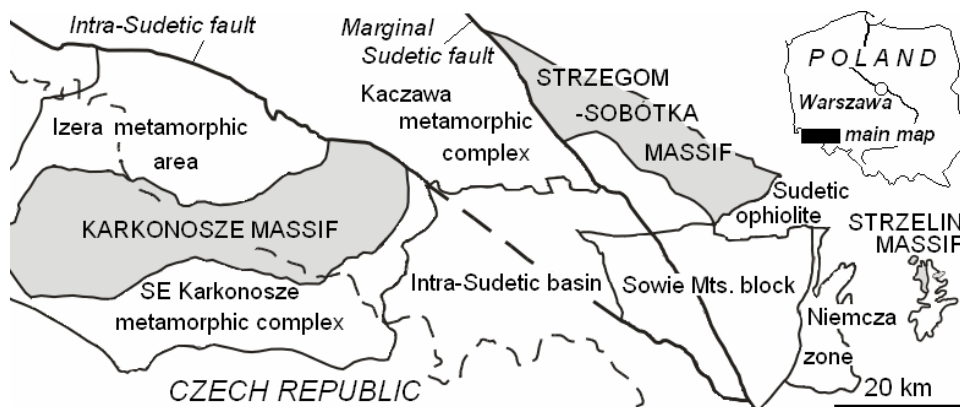 Intra-Sudetic fault
Marginal
Sudetic fault
STRZEGOM
-SOBÓTKA
MASSIF
POLAND
Warszawa
main map
Kaczawa
metamorphic
complex
Izera metamorphic
area
Sudetic
ophiolite
KARKONOSZE MASSIF
STRZELIN
MASSIF
SE Karkonosze
metamorphic complex
Intra-Sudetic basin
Sowie Mts. block
Niemcza
zone
CZECH REPUBLIC
20 km